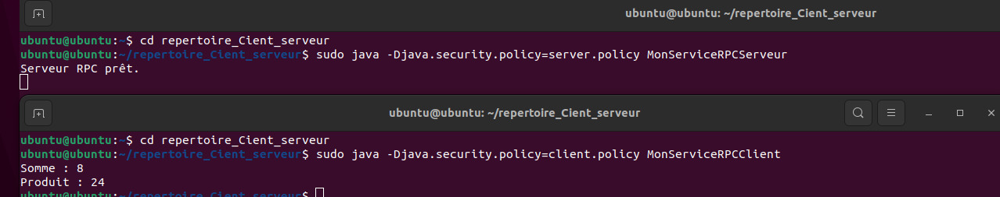 ubuntu@ubuntu: ~/repertoire_Cient_serveur
ubuntu@ubuntu:~$ cd repertoire_Cient_serveur
ubuntu@ubuntu:~/repertoire_Cient_serveur$ sudo java -Djava.security.policy=server.policy MonServiceRPCServeur
Serveur RPC prêt.
ubuntu@ubuntu: ~/repertoire_Cient_serveur
ubuntu@ubuntu:~$ cd repertoire_Cient_serveur
ubuntu@ubuntu:~/repertoire_Cient_serveur$ sudo java -Djava.security.policy=client.policy MonServiceRPCClient
Somme : 8
Produit : 24
ubuntu@ubuntu:~/repertoire_Cient_serveur$